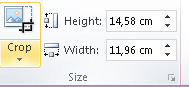 Height: 14,58 cm
Crop
Width: 11,96 cm
Size